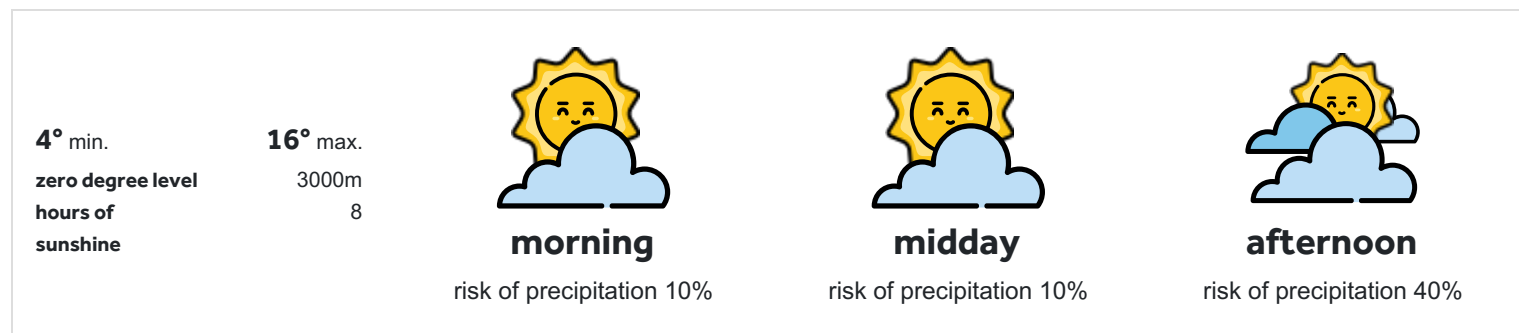 4° min. 16° max.
zero degree level 3000m
hours of 8
sunshine
morning
risk of precipitation 10%
midday
risk of precipitation 10%
afternoon
risk of precipitation 40%